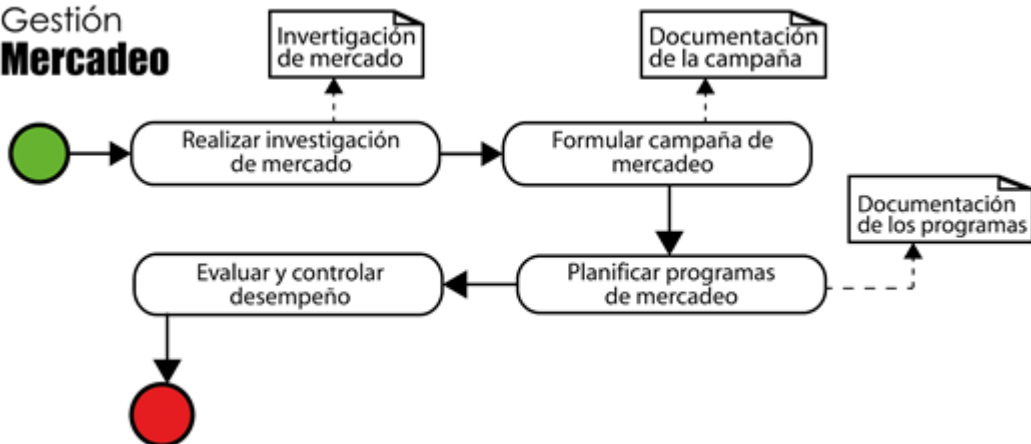 Gestión
Mercadeo
Invertigación
de mercado
Documentación
de la campaña
Realizar investigación
de mercado
Formular campaña de
mercadeo
Documentación
de los programas
Planificar programas
de mercadeo
Evaluar y controlar
desempeño